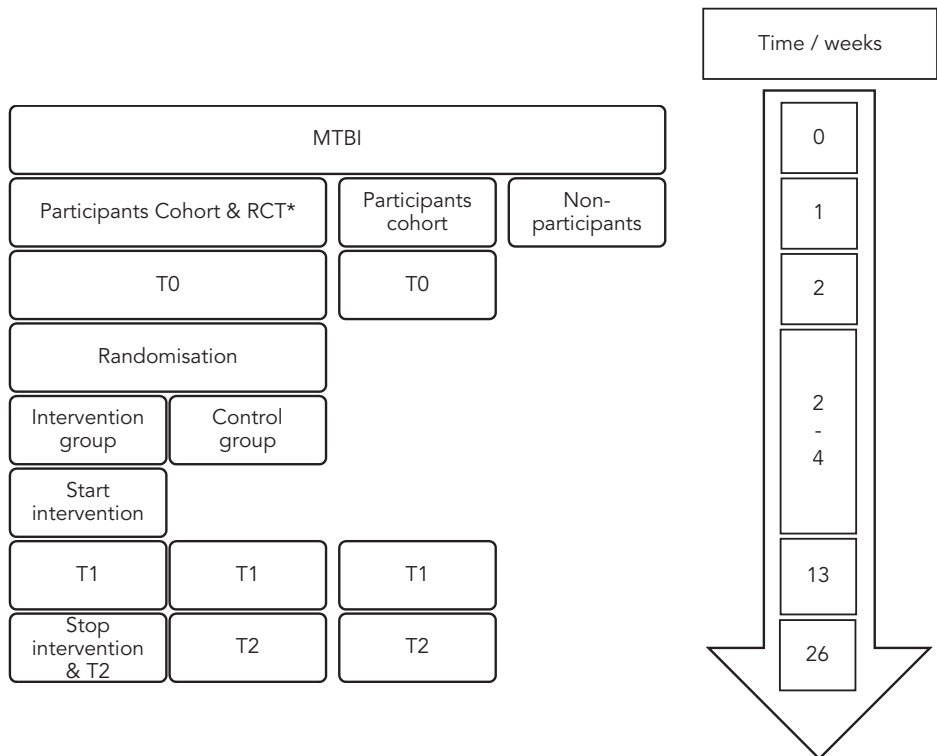 Time / weeks
MTBI
0
Participants Cohort & RCT*
Participants
cohort
Non-
participants
1
T0
T0
2
Randomisation
Intervention
group
Control
group
2
-
4
Start
intervention
T1
T1
T1
13
Stop
intervention
& T2
T2
T2
26